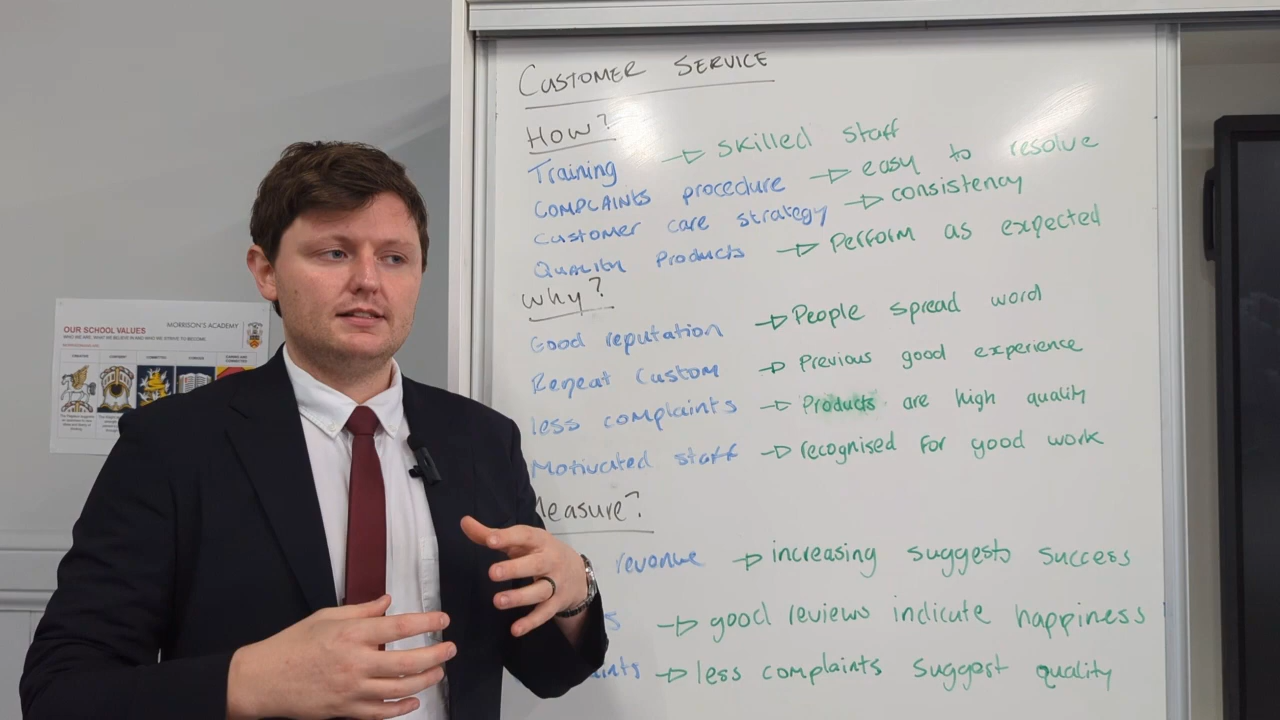 CUSTOMER SERVICE
HOW?
Training → skilled staff
COMPLAINTS procedure → easy to resolve
Customer care strategy → consistency
QUALITY Products → Perform as expected
Why?
Good reputation → People spread word
Repeat Custom → Previous good experience
less complaints → Products are high quality
Motivated staff → recognised for good work
Measure?
revenue → increasing suggests success
s → good reviews indicate happiness
aints → less complaints suggest quality
OUR SCHOOL VALUES
MORRISON'S ACADEMY